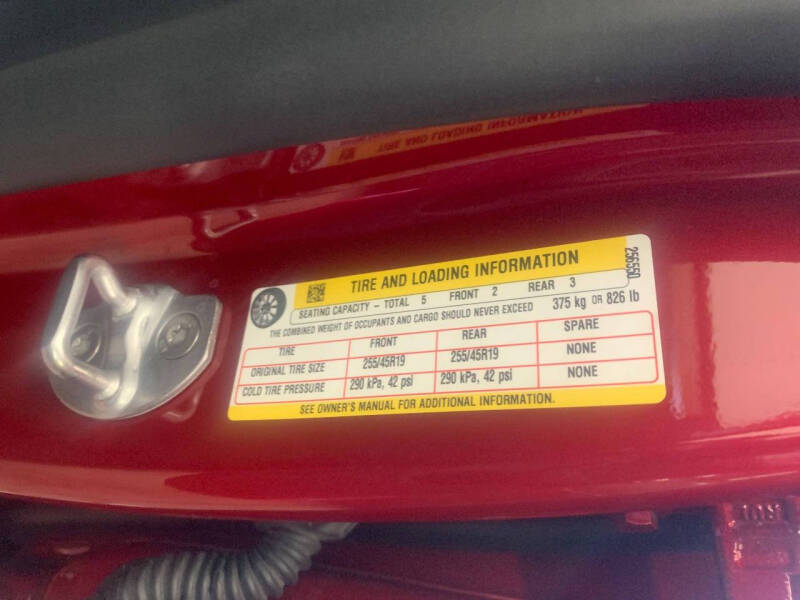 TIRE AND LOADING INFORMATION
256550
SEATING CAPACITY - TOTAL 5 FRONT 2 REAR 3
THE COMBINED WEIGHT OF OCCUPANTS AND CARGO SHOULD NEVER EXCEED 375 kg OR 826 lb
TIRE FRONT REAR SPARE
ORIGINAL TIRE SIZE 255/45R19 255/45R19 NONE
COLD TIRE PRESSURE 290 kPa, 42 psi 290 kPa, 42 psi NONE
SEE OWNER'S MANUAL FOR ADDITIONAL INFORMATION.